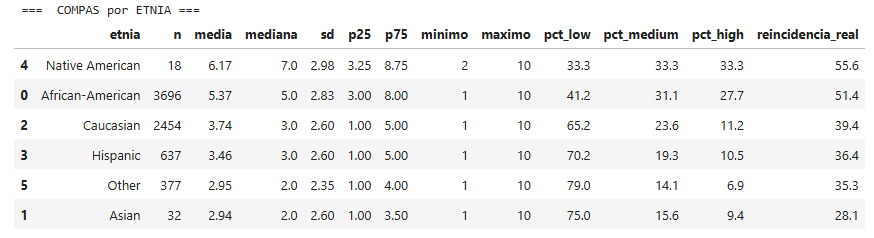 === COMPAS por ETNIA ===
etnia n media mediana sd p25 p75 minimo maximo pct_low pct_medium pct_high reincidencia_real
4 Native American 18 6.17 7.0 2.98 3.25 8.75 2 10 33.3 33.3 33.3 55.6
0 African-American 3696 5.37 5.0 2.83 3.00 8.00 1 10 41.2 31.1 27.7 51.4
2 Caucasian 2454 3.74 3.0 2.60 1.00 5.00 1 10 65.2 23.6 11.2 39.4
3 Hispanic 637 3.46 3.0 2.60 1.00 5.00 1 10 70.2 19.3 10.5 36.4
5 Other 377 2.95 2.0 2.35 1.00 4.00 1 10 79.0 14.1 6.9 35.3
1 Asian 32 2.94 2.0 2.60 1.00 3.50 1 10 75.0 15.6 9.4 28.1